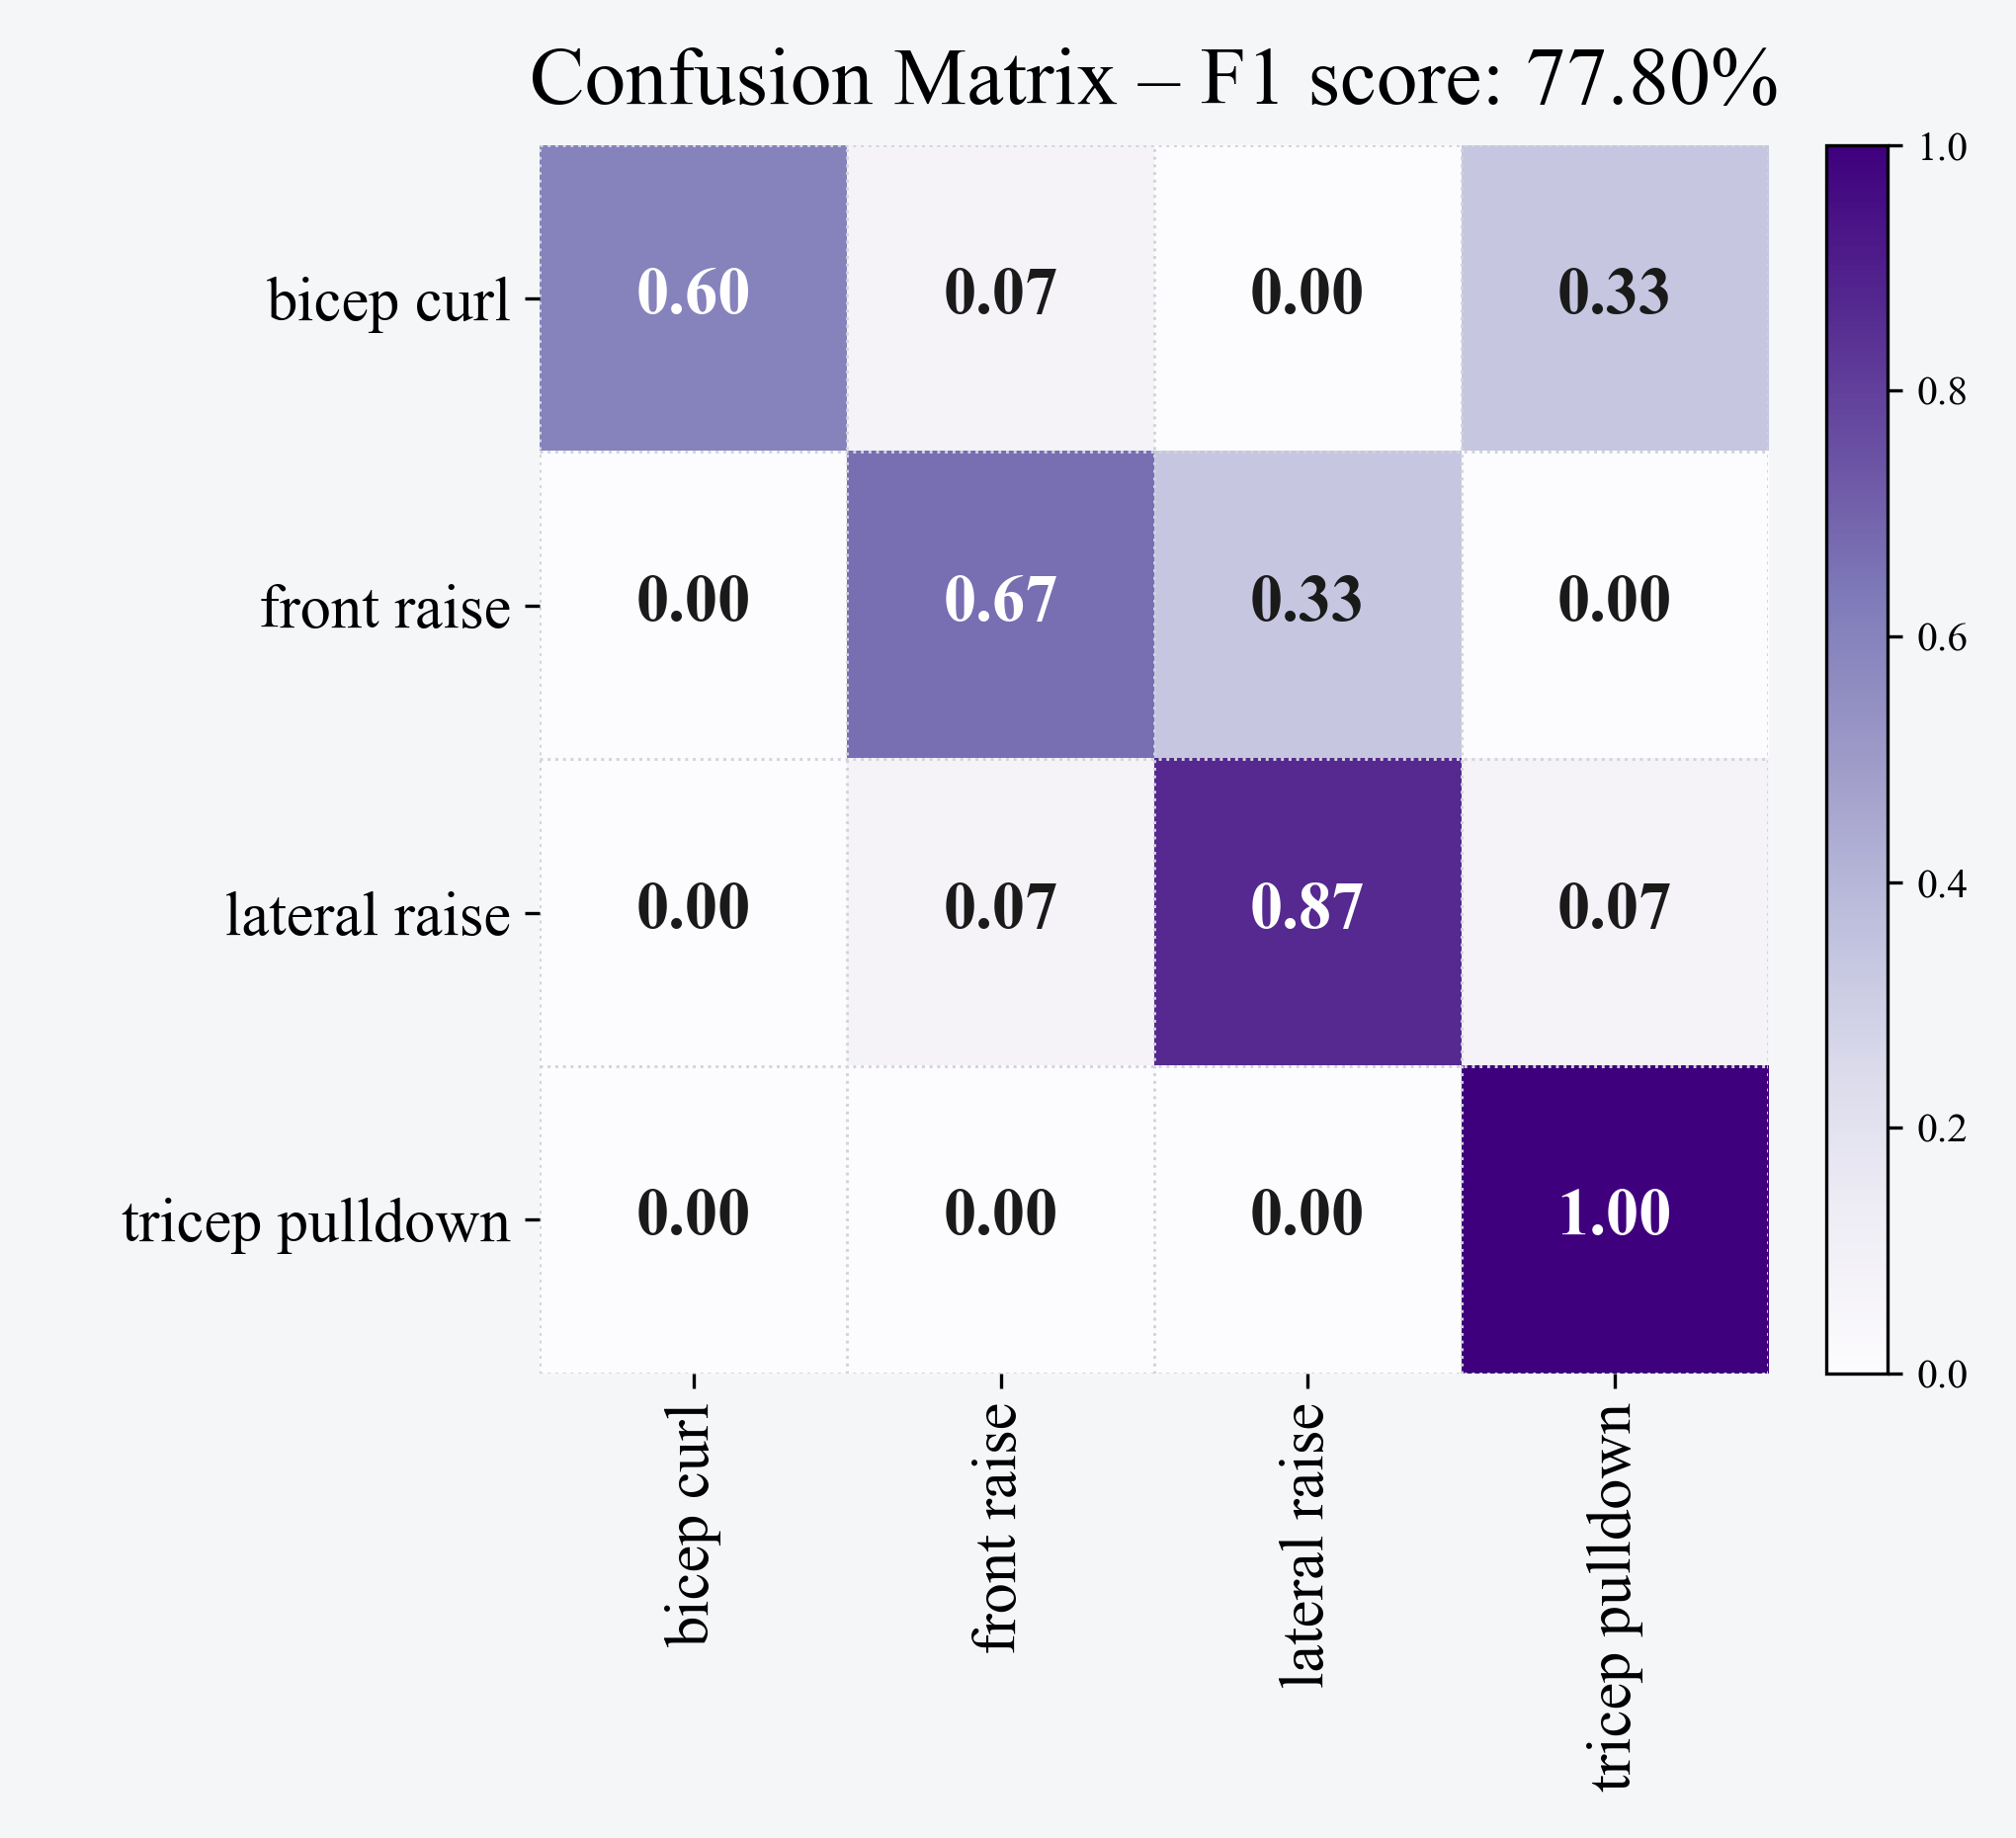 Confusion Matrix – F1 score: 77.80%
bicep curl 0.60 0.07 0.00 0.33
front raise 0.00 0.67 0.33 0.00
lateral raise 0.00 0.07 0.87 0.07
tricep pulldown 0.00 0.00 0.00 1.00
bicep curl
front raise
lateral raise
tricep pulldown
1.0
0.8
0.6
0.4
0.2
0.0